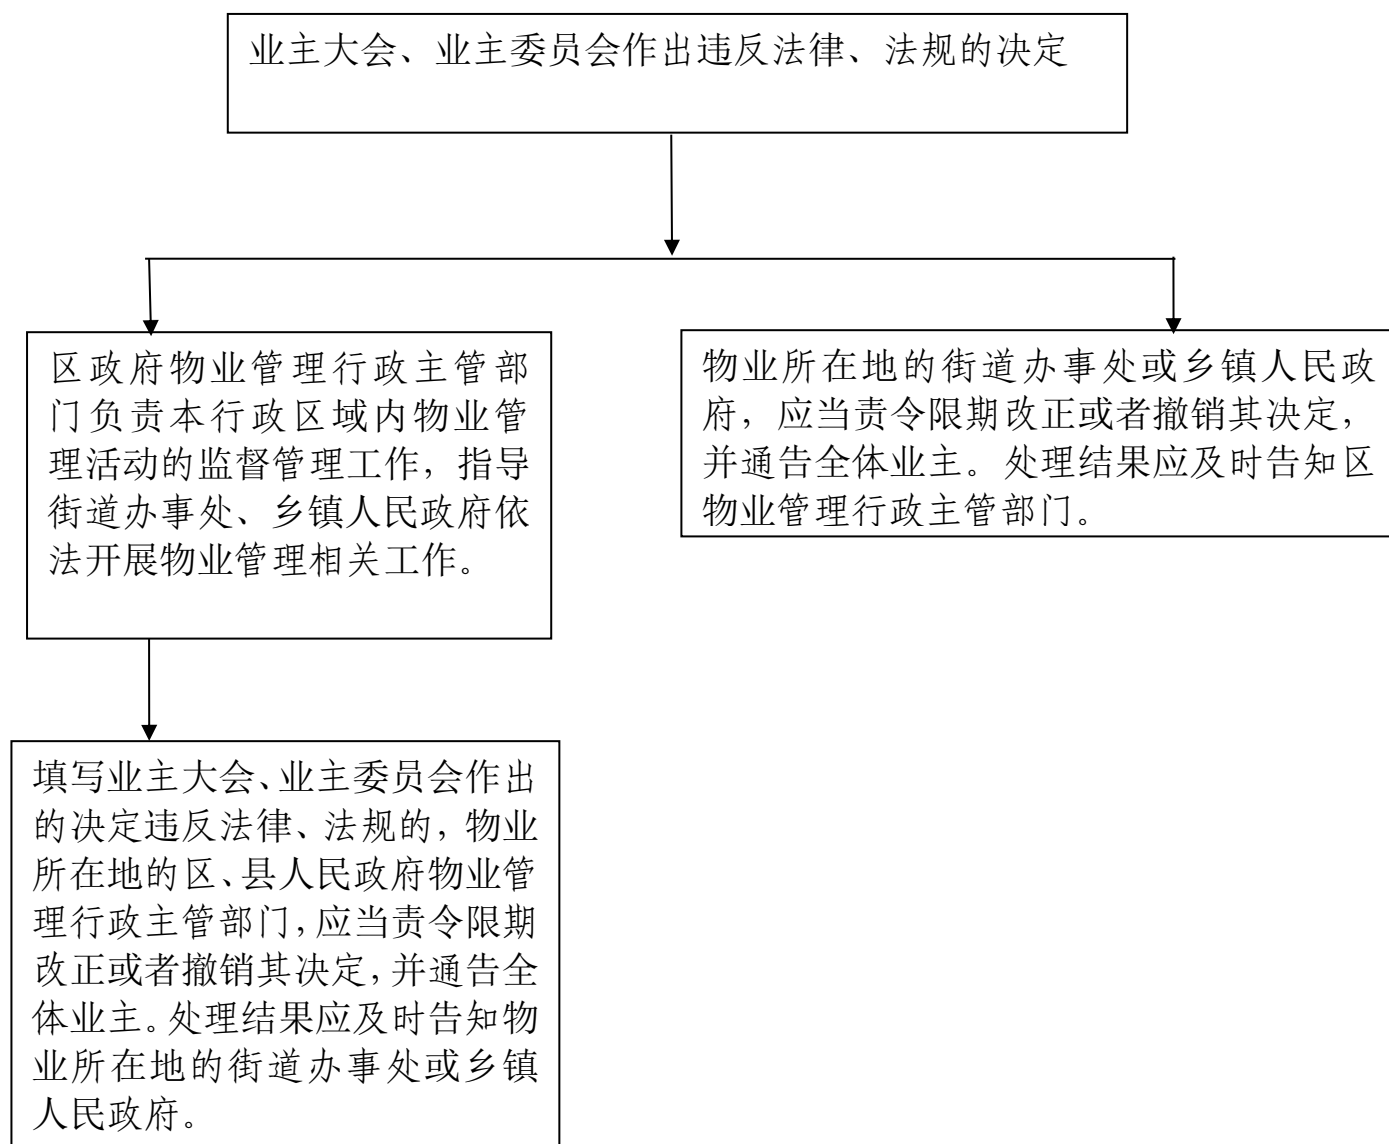 业主大会、业主委员会作出违反法律、法规的决定
区政府物业管理行政主管部
门负责本行政区域内物业管
理活动的监督管理工作，指导
街道办事处、乡镇人民政府依
法开展物业管理相关工作。
物业所在地的街道办事处或乡镇人民政
府，应当责令限期改正或者撤销其决定，
并通告全体业主。处理结果应及时告知区
物业管理行政主管部门。
填写业主大会、业主委员会作出
的决定违反法律、法规的，物业
所在地的区、县人民政府物业管
理行政主管部门，应当责令限期
改正或者撤销其决定，并通告全
体业主。处理结果应及时告知物
业所在地的街道办事处或乡镇
人民政府。